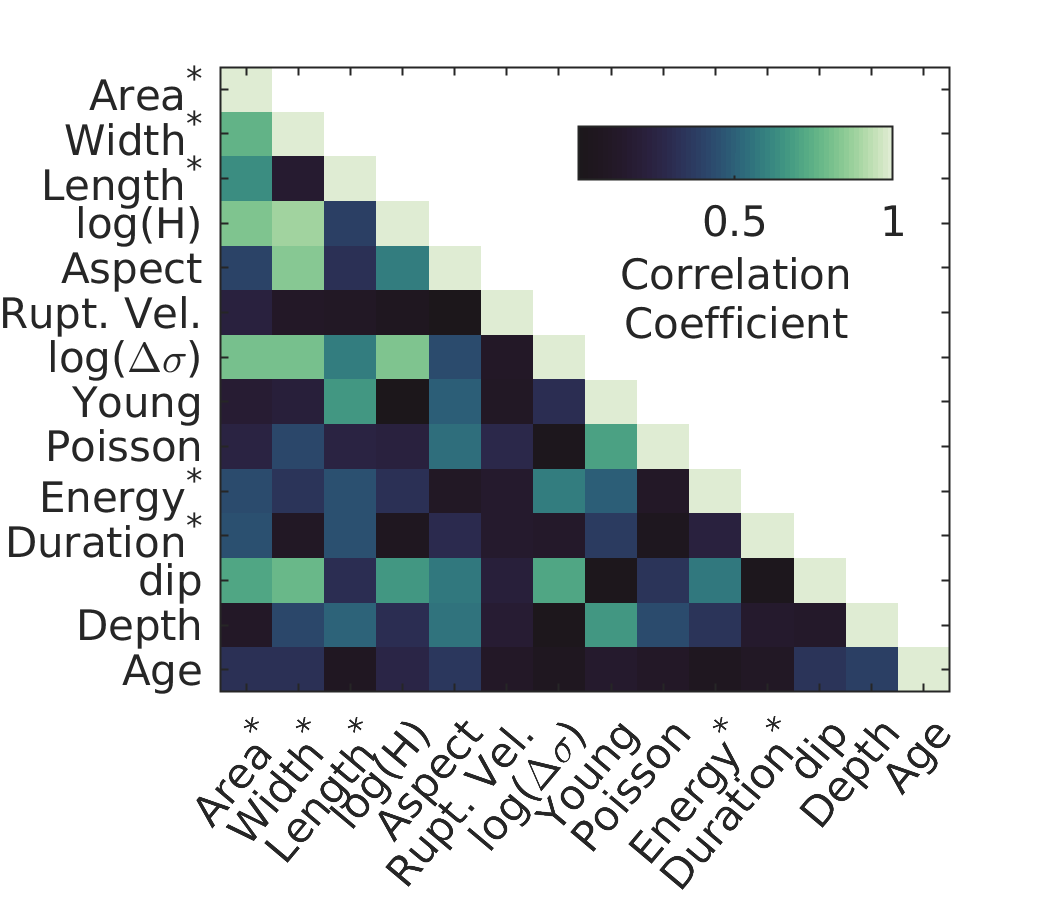 Area*
Width*
Length*
log(H)
Aspect
Rupt. Vel.
log(Δσ)
Young
Poisson
Energy*
Duration*
dip
Depth
Age
0.5 1
Correlation
Coefficient
Area*
Width*
Length*
log(H)
Aspect
Rupt. Vel.
log(Δσ)
Young
Poisson
Energy*
Duration*
dip
Depth
Age